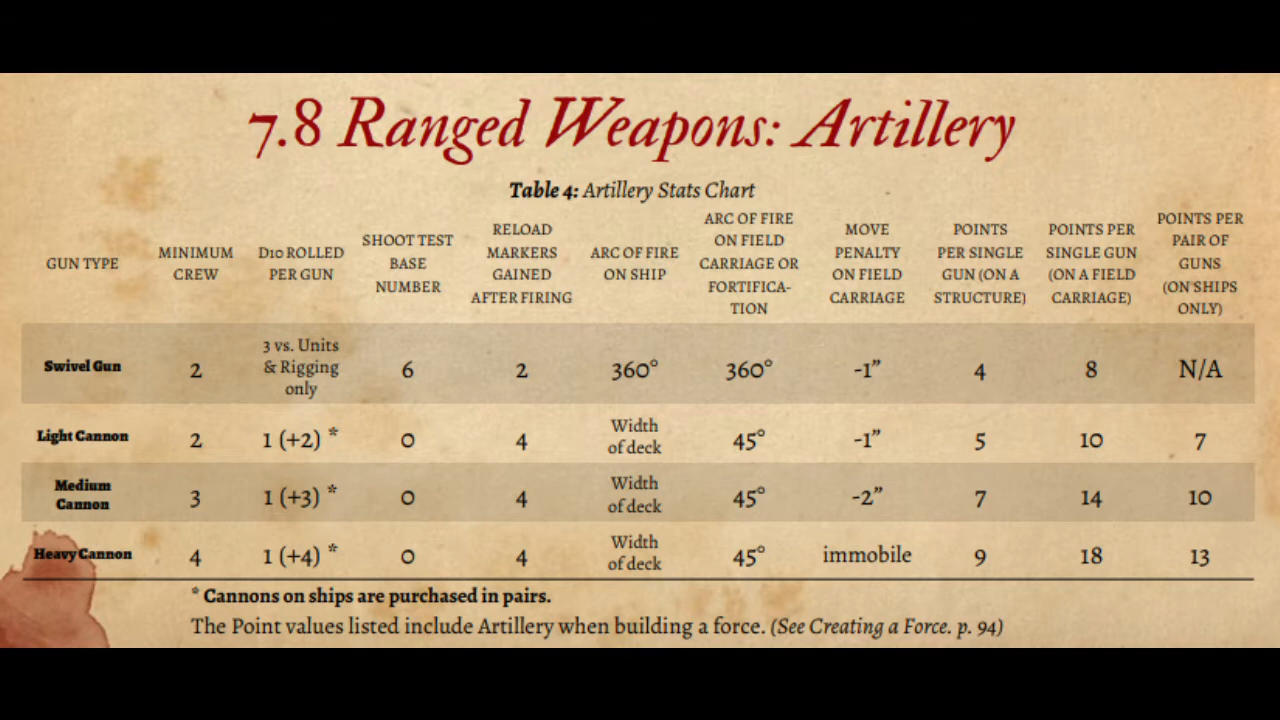 7.8 Ranged Weapons: Artillery
Table 4: Artillery Stats Chart
GUN TYPE
MINIMUM
CREW
D10 ROLLED
PER GUN
SHOOT TEST
BASE
NUMBER
RELOAD
MARKERS
GAINED
AFTER FIRING
ARC OF FIRE
ON SHIP
ARC OF FIRE
ON FIELD
CARRIAGE OR
FORTIFICA-
TION
MOVE
PENALTY
ON FIELD
CARRIAGE
POINTS
PER SINGLE
GUN (ON A
STRUCTURE)
POINTS PER
SINGLE GUN
(ON A FIELD
CARRIAGE)
POINTS PER
PAIR OF
GUNS
(ON SHIPS
ONLY)
Swivel Gun
2
3 vs. Units
& Rigging
only
6
2
360°
360°
-1”
4
8
N/A
Light Cannon
2
1 (+2) *
0
4
Width
of deck
45°
-1”
5
10
7
Medium
Cannon
3
1 (+3) *
0
4
Width
of deck
45°
-2”
7
14
10
Heavy Cannon
4
1 (+4) *
0
4
Width
of deck
45°
immobile
9
18
13
* Cannons on ships are purchased in pairs.
The Point values listed include Artillery when building a force. (See Creating a Force. p. 94)